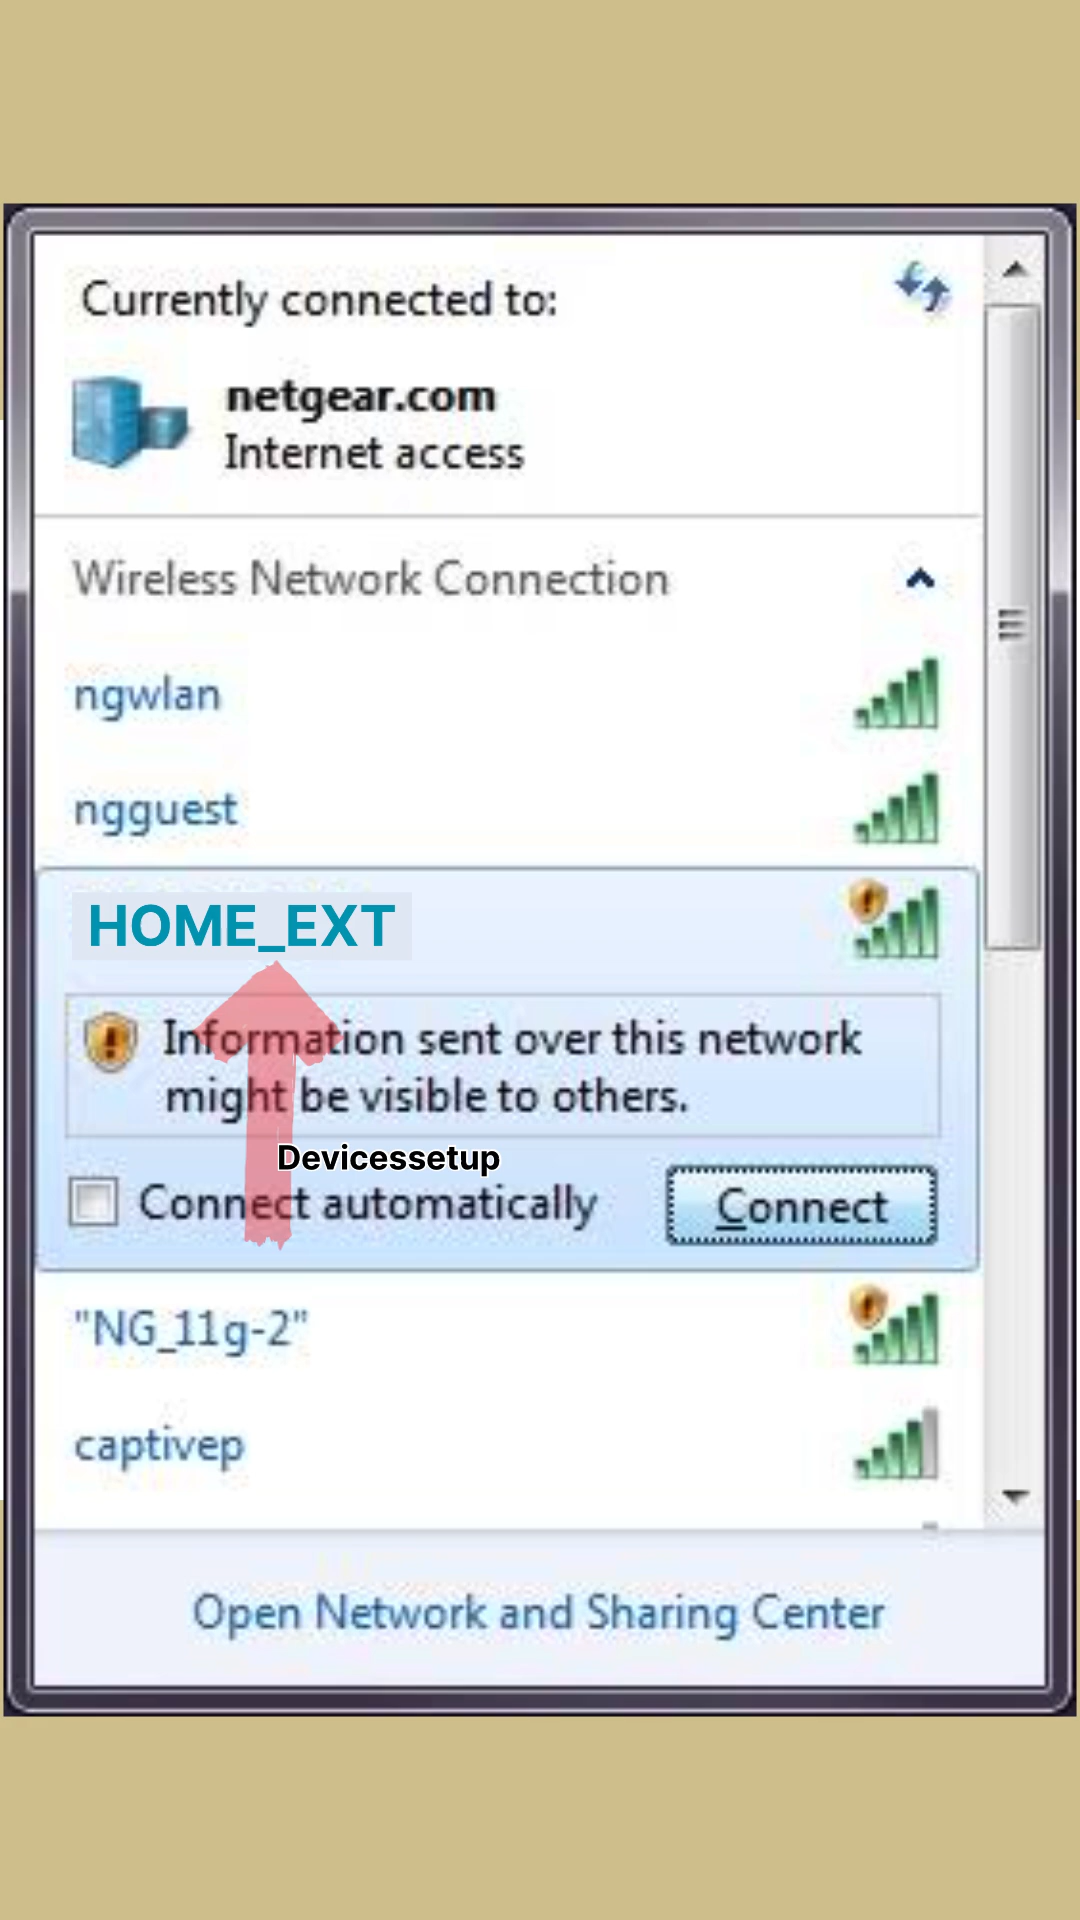 Currently connected to:
netgear.com
Internet access
Wireless Network Connection
ngwlan
ngguest
HOME_EXT
Information sent over this network
might be visible to others.
Devicessetup
Connect automatically
Connect
"NG_11g-2"
captivep
Open Network and Sharing Center